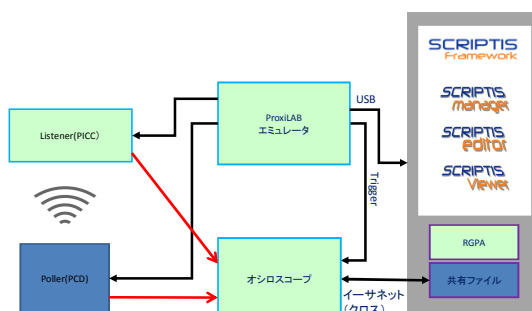 SCRIPTIS
Framework
SCRIPTIS
manager
SCRIPTIS
editor
SCRIPTIS
Viewer
ProxiLAB
エミュレータ
USB
Listener(PICC)
Trigger
RGPA
Poller(PCD)
オシロスコープ
共有ファイル
イーサネット
(クロス)